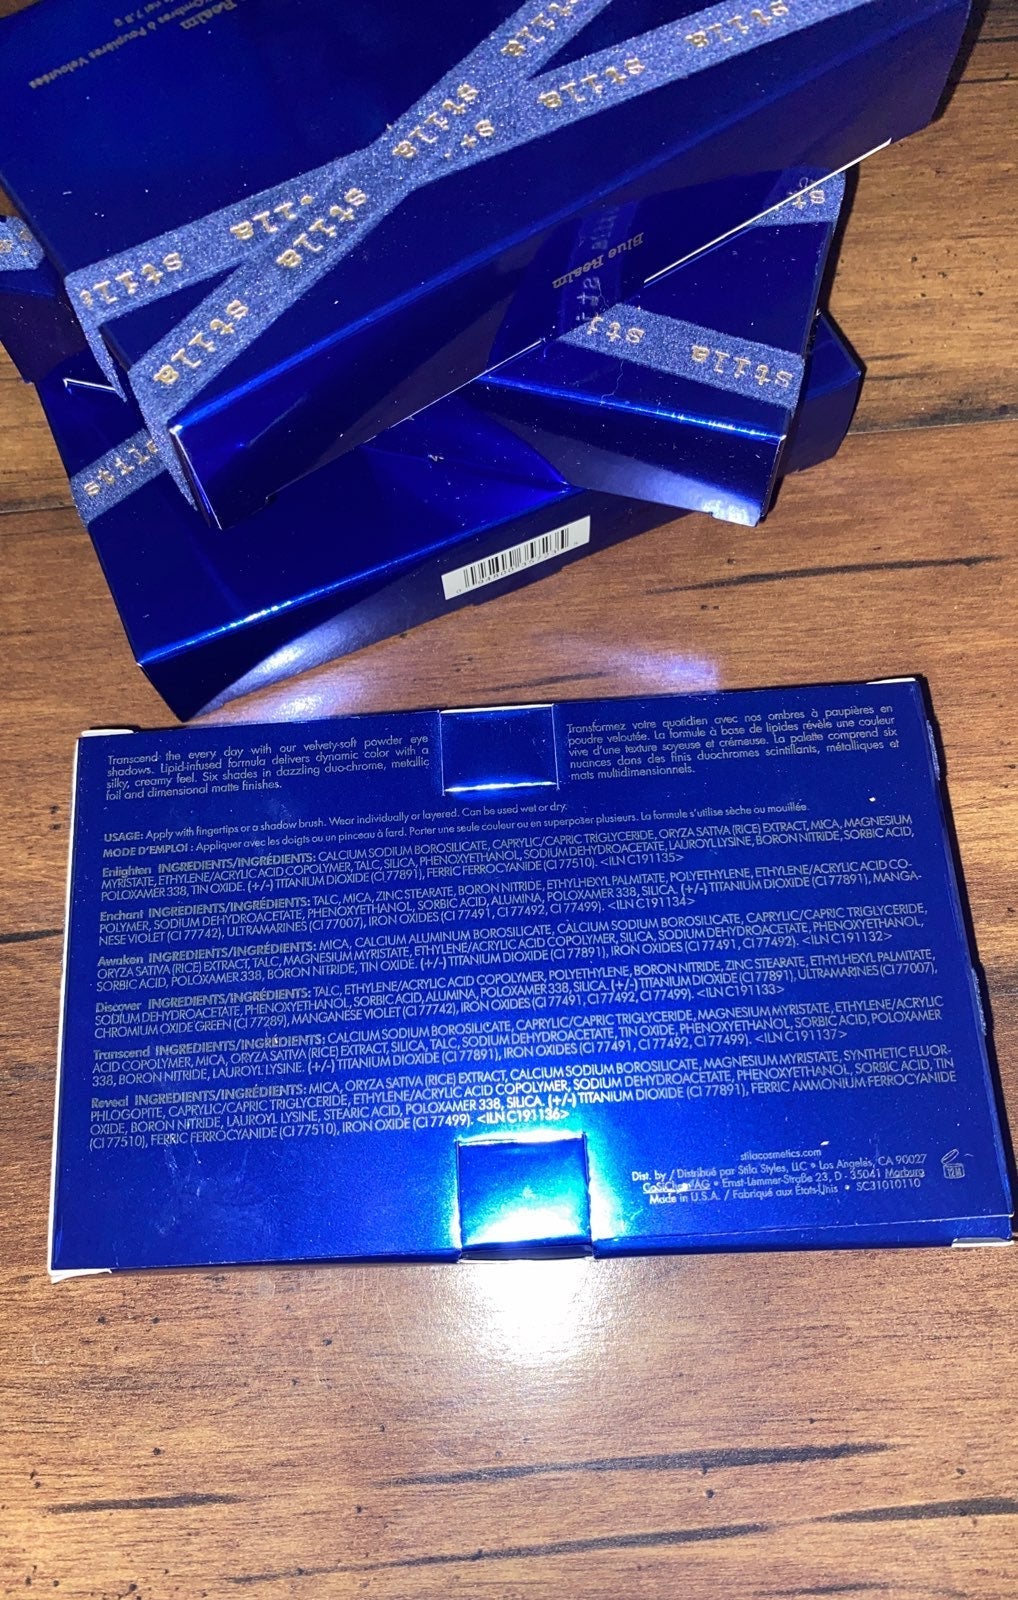 Realm
Ombres à Paupières Veloutées
net 7.8 g
stila stila
stila stila
stila stila
stila stila
stila
stila
stila
Blue Realm
stila
stila
Transcend the every day with our velvety-soft powder eye
shadows. Lipid-infused formula delivers dynamic color with a
silky, creamy feel. Six shades in dazzling duo-chrome, metallic
foil and dimensional matte finishes.
Transformez votre quotidien avec nos ombres à paupières en
poudre veloutée. La formule à base de lipides révèle une couleur
vive d'une texture soyeuse et crémeuse. La palette comprend six
nuances dans des finis duochromes scintillants, métalliques et
mats multidimensionnels.
USAGE: Apply with fingertips or a shadow brush. Wear individually or layered. Can be used wet or dry.
MODE D'EMPLOI : Appliquer avec les doigts ou un pinceau à fard. Porter une seule couleur ou en superposer plusieurs. La formule s'utilise sèche ou mouillée.
Enlighten INGREDIENTS/INGRÉDIENTS: CALCIUM SODIUM BOROSILICATE, CAPRYLIC/CAPRIC TRIGLYCERIDE, ORYZA SATIVA (RICE) EXTRACT, MICA, MAGNESIUM
MYRISTATE, ETHYLENE/ACRYLIC ACID COPOLYMER, TALC, SILICA, PHENOXYETHANOL, SODIUM DEHYDROACETATE, LAUROYL LYSINE, BORON NITRIDE, SORBIC ACID,
POLOXAMER 338, TIN OXIDE. (+/-) TITANIUM DIOXIDE (CI 77891), FERRIC FERROCYANIDE (CI 77510). <ILN C191135>
Enchant INGREDIENTS/INGRÉDIENTS: TALC, MICA, ZINC STEARATE, BORON NITRIDE, ETHYLHEXYL PALMITATE, POLYETHYLENE, ETHYLENE/ACRYLIC ACID CO-
POLYMER, SODIUM DEHYDROACETATE, PHENOXYETHANOL, SORBIC ACID, ALUMINA, POLOXAMER 338, SILICA. (+/-) TITANIUM DIOXIDE (CI 77891), MANGA-
NESE VIOLET (CI 77742), ULTRAMARINES (CI 77007), IRON OXIDES (CI 77491, CI 77492, CI 77499). <ILN C191134>
Awaken INGREDIENTS/INGRÉDIENTS: MICA, CALCIUM ALUMINUM BOROSILICATE, CALCIUM SODIUM BOROSILICATE, CAPRYLIC/CAPRIC TRIGLYCERIDE,
ORYZA SATIVA (RICE) EXTRACT, TALC, MAGNESIUM MYRISTATE, ETHYLENE/ACRYLIC ACID COPOLYMER, SILICA, SODIUM DEHYDROACETATE, PHENOXYETHANOL,
SORBIC ACID, POLOXAMER 338, BORON NITRIDE, TIN OXIDE. (+/-) TITANIUM DIOXIDE (CI 77891), IRON OXIDES (CI 77491, CI 77492). <ILN C191132>
Discover INGREDIENTS/INGRÉDIENTS: TALC, ETHYLENE/ACRYLIC ACID COPOLYMER, POLYETHYLENE, BORON NITRIDE, ZINC STEARATE, ETHYLHEXYL PALMITATE,
SODIUM DEHYDROACETATE, PHENOXYETHANOL, SORBIC ACID, ALUMINA, POLOXAMER 338, SILICA. (+/-) TITANIUM DIOXIDE (CI 77891), ULTRAMARINES (CI 77007),
CHROMIUM OXIDE GREEN (CI 77289), MANGANESE VIOLET (CI 77742), IRON OXIDES (CI 77491, CI 77492, CI 77499). <ILN C191133>
Transcend INGREDIENTS/INGRÉDIENTS: CALCIUM SODIUM BOROSILICATE, CAPRYLIC/CAPRIC TRIGLYCERIDE, MAGNESIUM MYRISTATE, ETHYLENE/ACRYLIC
ACID COPOLYMER, MICA, ORYZA SATIVA (RICE) EXTRACT, SILICA, TALC, SODIUM DEHYDROACETATE, TIN OXIDE, PHENOXYETHANOL, SORBIC ACID, POLOXAMER
338, BORON NITRIDE, LAUROYL LYSINE. (+/-) TITANIUM DIOXIDE (CI 77891), IRON OXIDES (CI 77491, CI 77492, CI 77499). <ILN C191137>
Reveal INGREDIENTS/INGRÉDIENTS: MICA, ORYZA SATIVA (RICE) EXTRACT, CALCIUM SODIUM BOROSILICATE, MAGNESIUM MYRISTATE, SYNTHETIC FLUOR-
PHLOGOPITE, CAPRYLIC/CAPRIC TRIGLYCERIDE, ETHYLENE/ACRYLIC ACID COPOLYMER, SODIUM DEHYDROACETATE, PHENOXYETHANOL, SORBIC ACID, TIN
OXIDE, BORON NITRIDE, LAUROYL LYSINE, STEARIC ACID, POLOXAMER 338, SILICA. (+/-) TITANIUM DIOXIDE (CI 77891), FERRIC AMMONIUM FERROCYANIDE
(CI 77510), FERRIC FERROCYANIDE (CI 77510), IRON OXIDE (CI 77499). <ILN C191136>
stilacosmetics.com
Dist. by / Distribué par Stila Styles, LLC • Los Angeles, CA 90027
CoSiChem AG • Ernst-Lemmer-Straße 23, D - 35041 Marburg
Made in U.S.A. / Fabriqué aux États-Unis • SC31010110
12 M